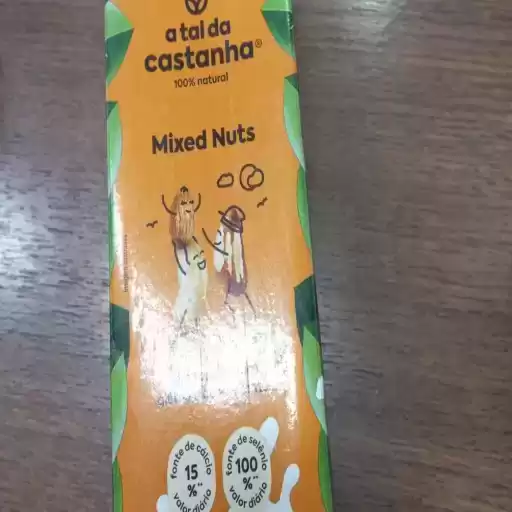 a tal da
castanha®
100% natural
Mixed Nuts
fonte de cálcio
15
%**
valor diário
fonte de selênio
100
%**
valor diário